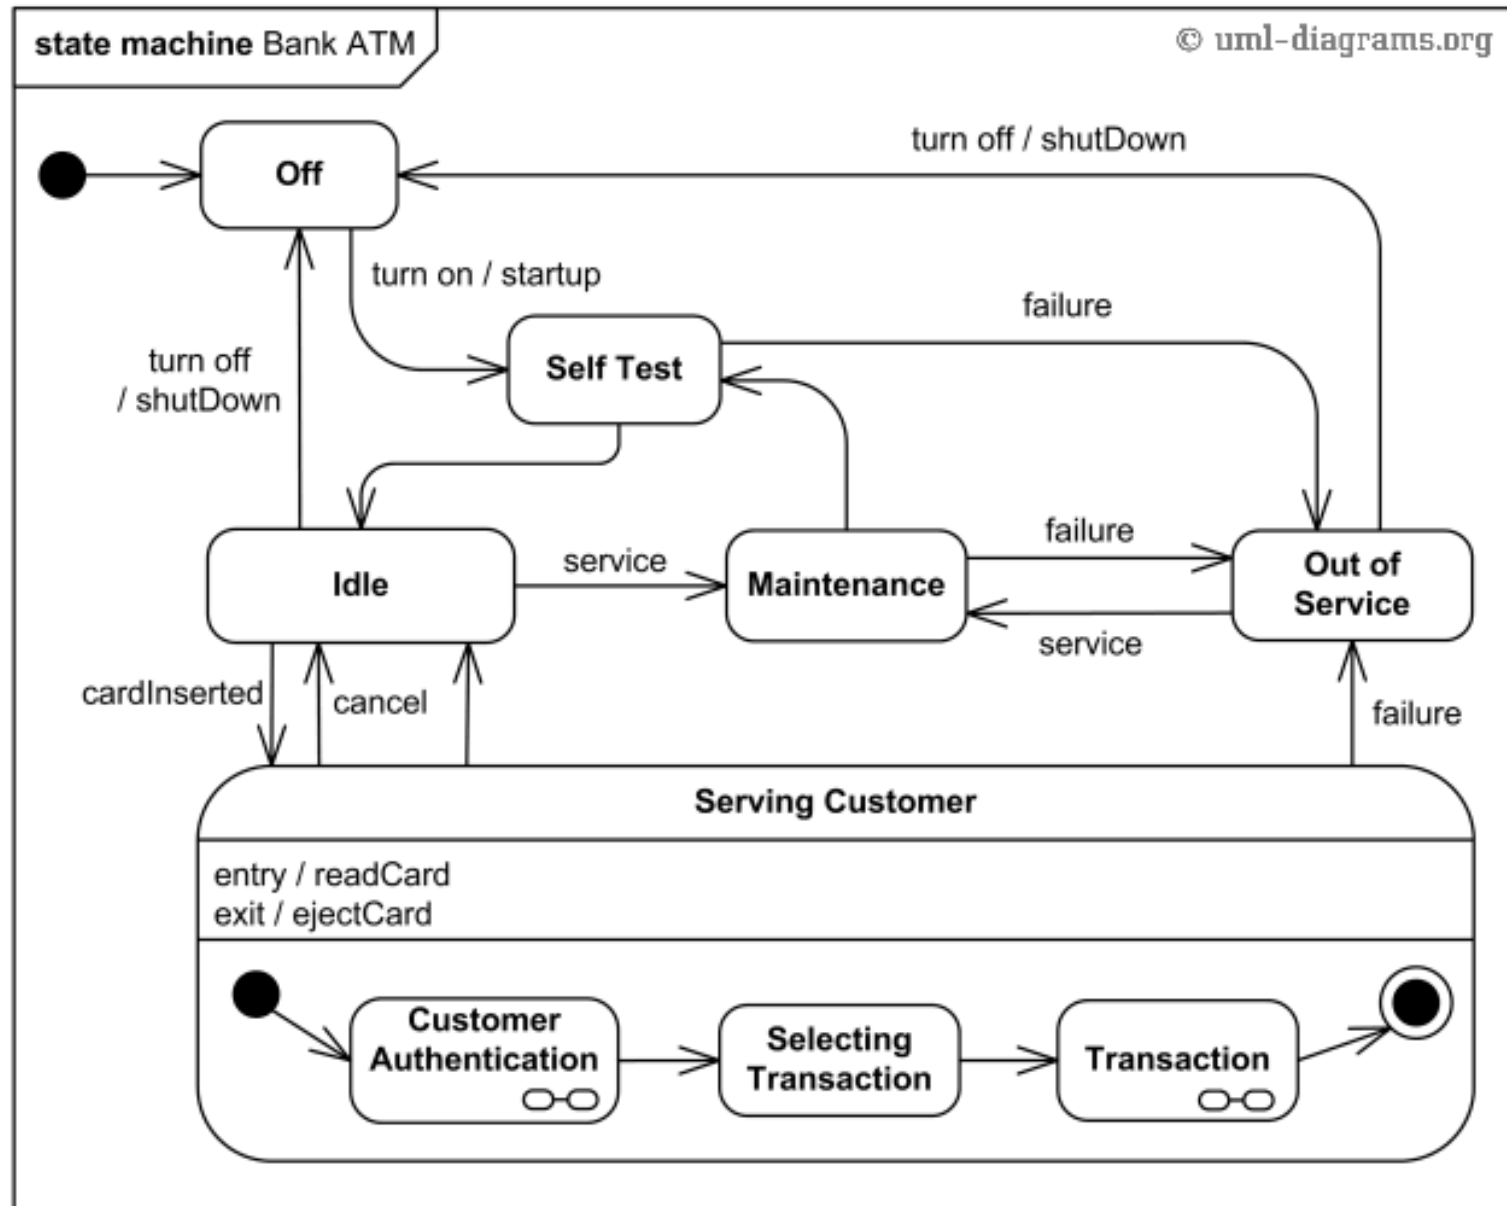 state machine Bank ATM
© uml-diagrams.org
turn off / shutDown
Off
turn on / startup
failure
turn off
/ shutDown
Self Test
Idle
service
Maintenance
failure
service
Out of
Service
cardInserted
cancel
failure
Serving Customer
entry / readCard
exit / ejectCard
Customer
Authentication
Selecting
Transaction
Transaction